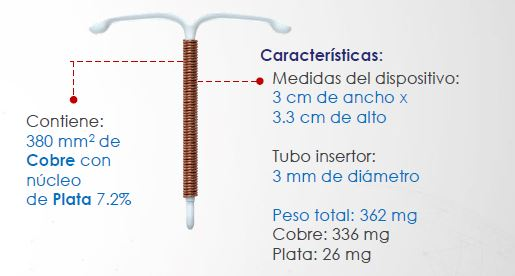 Contiene:
380 mm² de
Cobre con
núcleo
de Plata 7.2%
Características:
Medidas del dispositivo:
3 cm de ancho x
3.3 cm de alto
Tubo insertor:
3 mm de diámetro
Peso total: 362 mg
Cobre: 336 mg
Plata: 26 mg